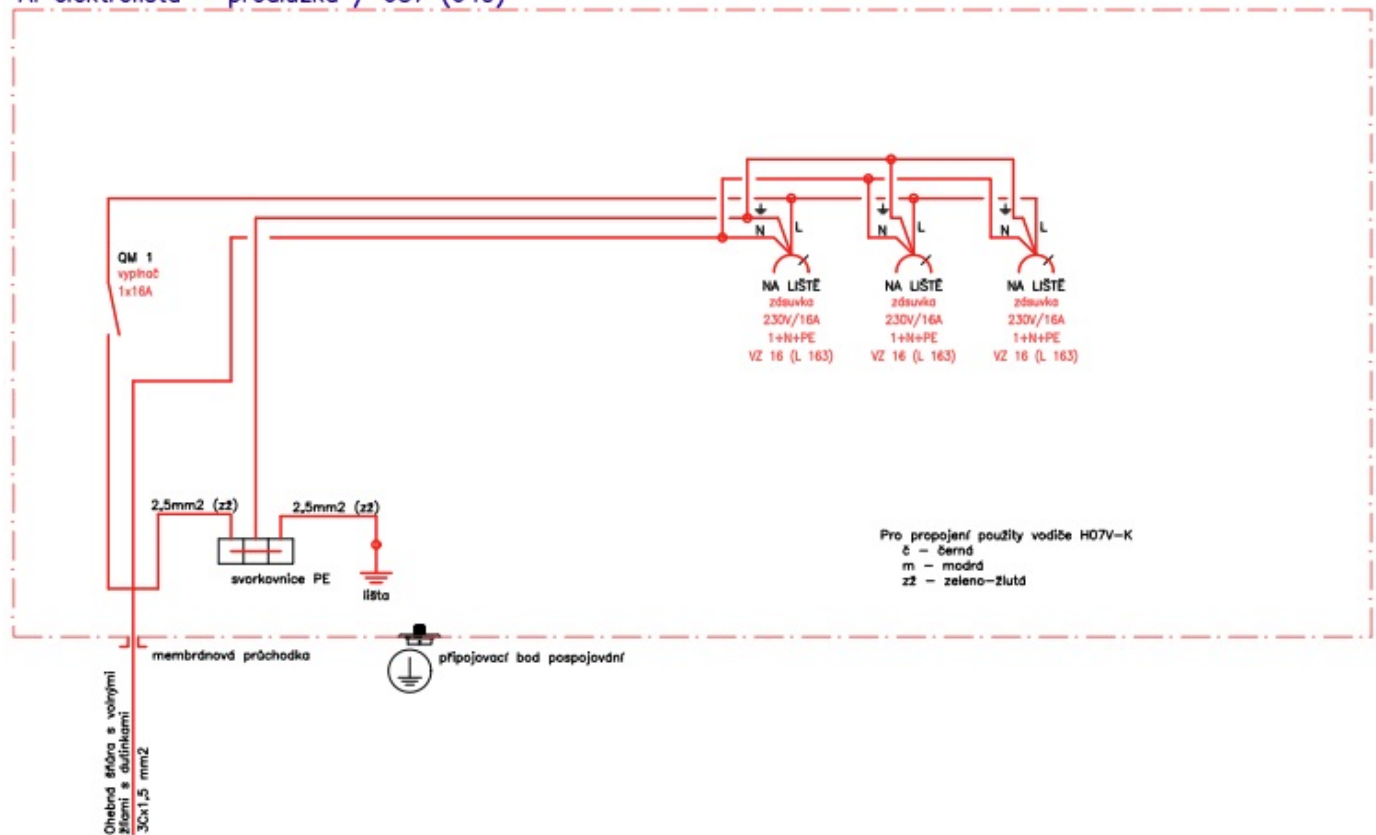 QM 1
vypínač
1x16A
L
N
L
N
L
N
NA LIŠTĚ
zásuvka
230V/16A
1+N+PE
VZ 16 (L 163)
NA LIŠTĚ
zásuvka
230V/16A
1+N+PE
VZ 16 (L 163)
NA LIŠTĚ
zásuvka
230V/16A
1+N+PE
VZ 16 (L 163)
2,5mm2 (zž)
2,5mm2 (zž)
svorkovnice PE
lišta
Pro propojení použity vodiče H07V-K
č - černá
m - modrá
zž - zeleno-žlutá
membránová průchodka
připojovací bod pospojování
Ohebná šňůra s volnými
žílami s dutinkami
3Cx1,5 mm2